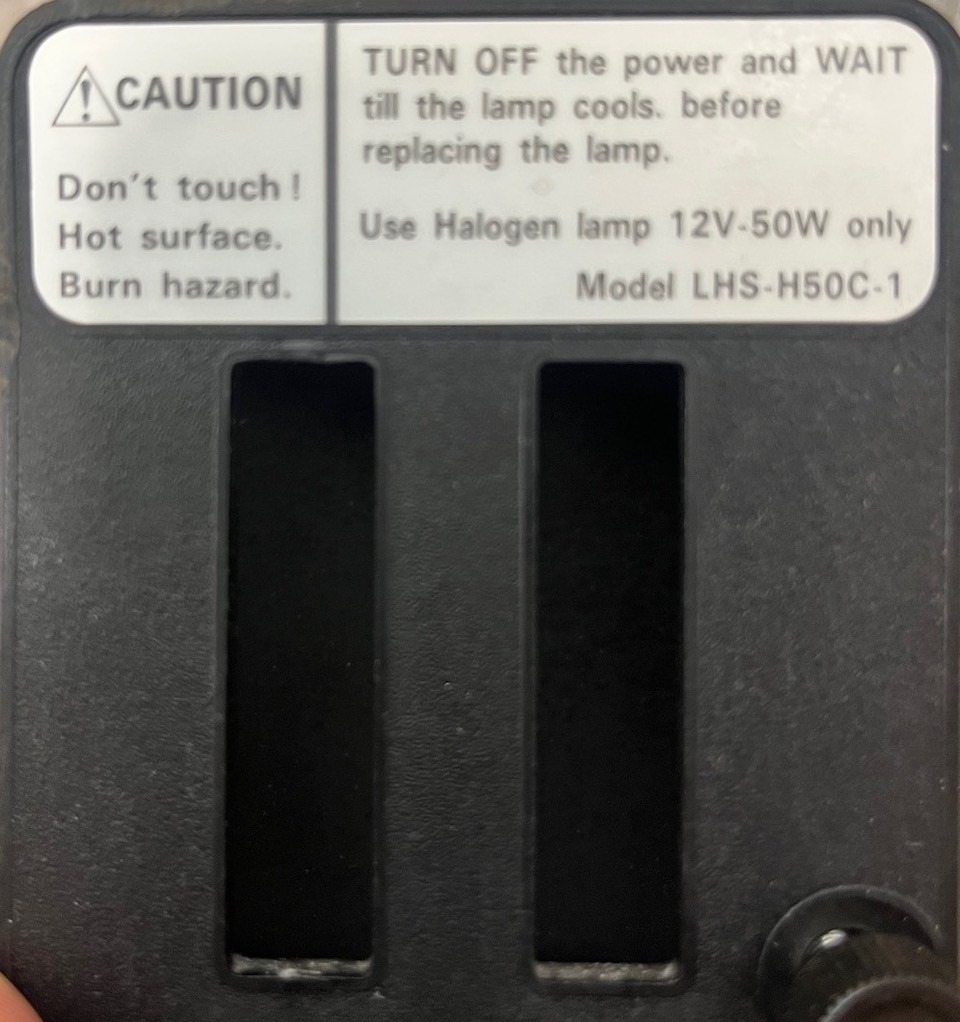 CAUTION
Don't touch!
Hot surface.
Burn hazard.
TURN OFF the power and WAIT
till the lamp cools. before
replacing the lamp.
Use Halogen lamp 12V-50W only
Model LHS-H50C-1